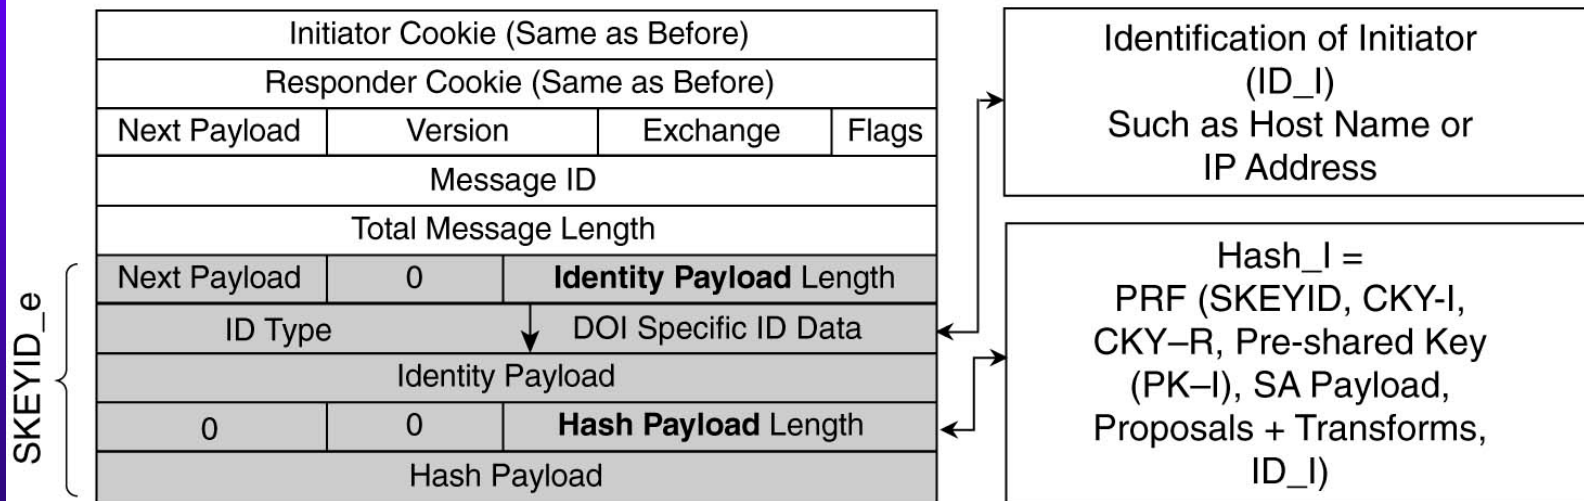 Initiator Cookie (Same as Before)
Responder Cookie (Same as Before)
Next Payload Version Exchange Flags
Message ID
Total Message Length
Next Payload 0 Identity Payload Length
ID Type DOI Specific ID Data
Identity Payload
0 0 Hash Payload Length
Hash Payload
SKEYID_e
Identification of Initiator
(ID_I)
Such as Host Name or
IP Address
Hash_I =
PRF (SKEYID, CKY-I,
CKY–R, Pre-shared Key
(PK–I), SA Payload,
Proposals + Transforms,
ID_I)